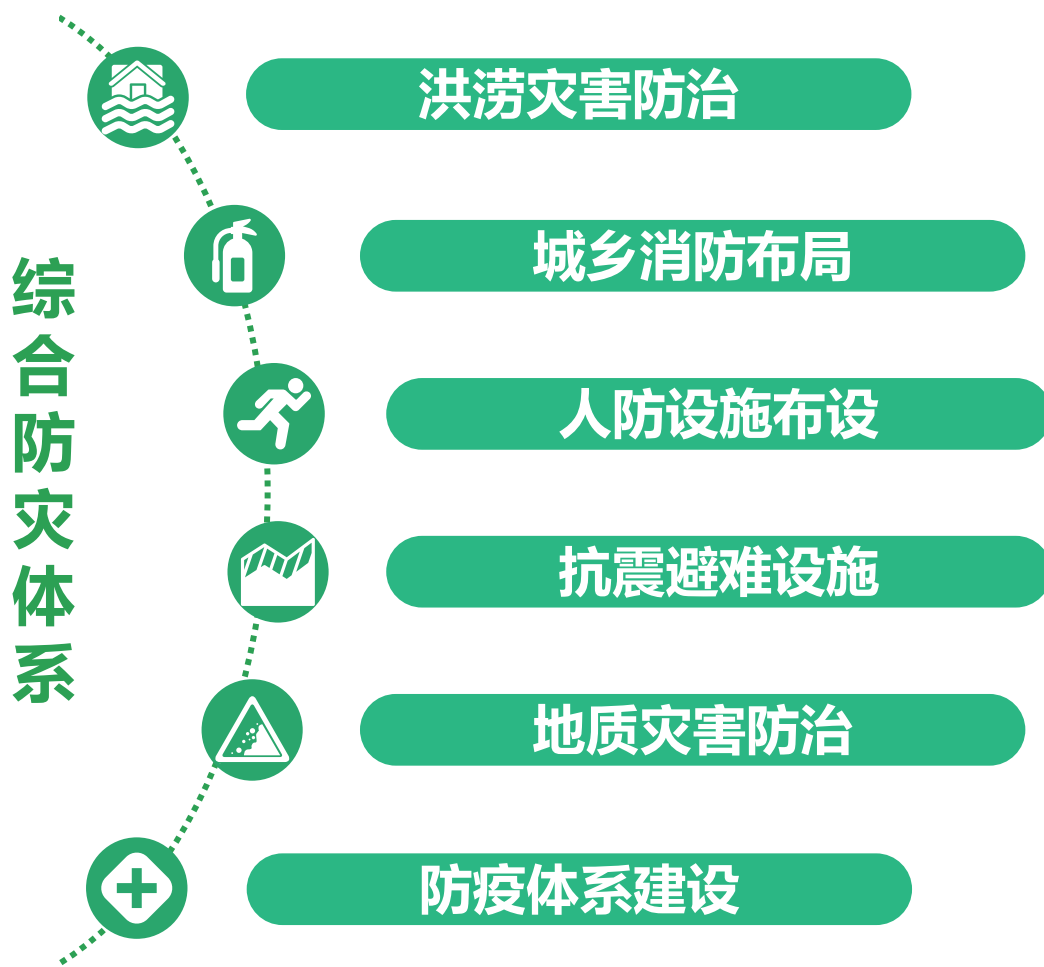 综合防灾体系
洪涝灾害防治
城乡消防布局
人防设施布设
抗震避难设施
地质灾害防治
防疫体系建设